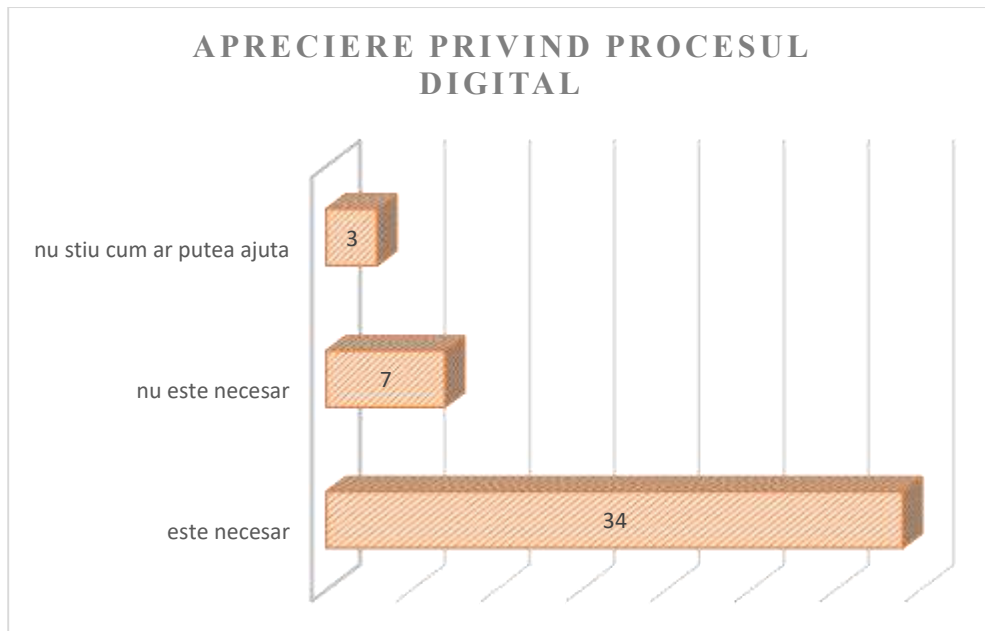 APRECIERE PRIVIND PROCESUL
DIGITAL
nu stiu cum ar putea ajuta
3
nu este necesar
7
este necesar
34